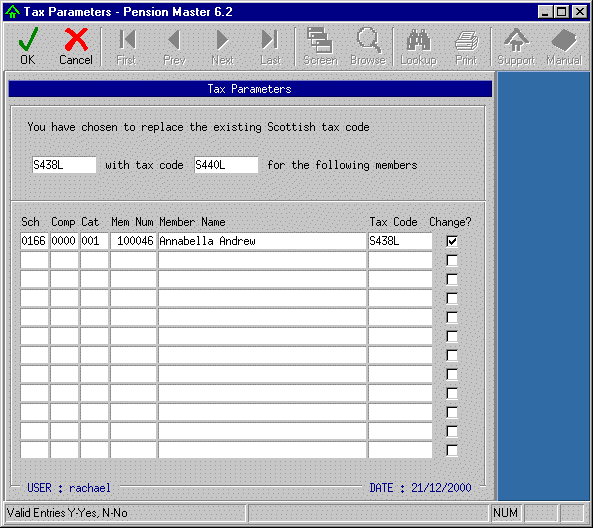 Tax Parameters - Pension Master 6.2
OK Cancel First Prev Next Last Screen Browse Lookup Print Support Manual
Tax Parameters
You have chosen to replace the existing Scottish tax code
S438L with tax code S440L for the following members
Sch Comp Cat Mem Num Member Name Tax Code Change?
0166 0000 001 100046 Annabella Andrew S438L
USER : rachael DATE : 21/12/2000
Valid Entries Y-Yes, N-No NUM